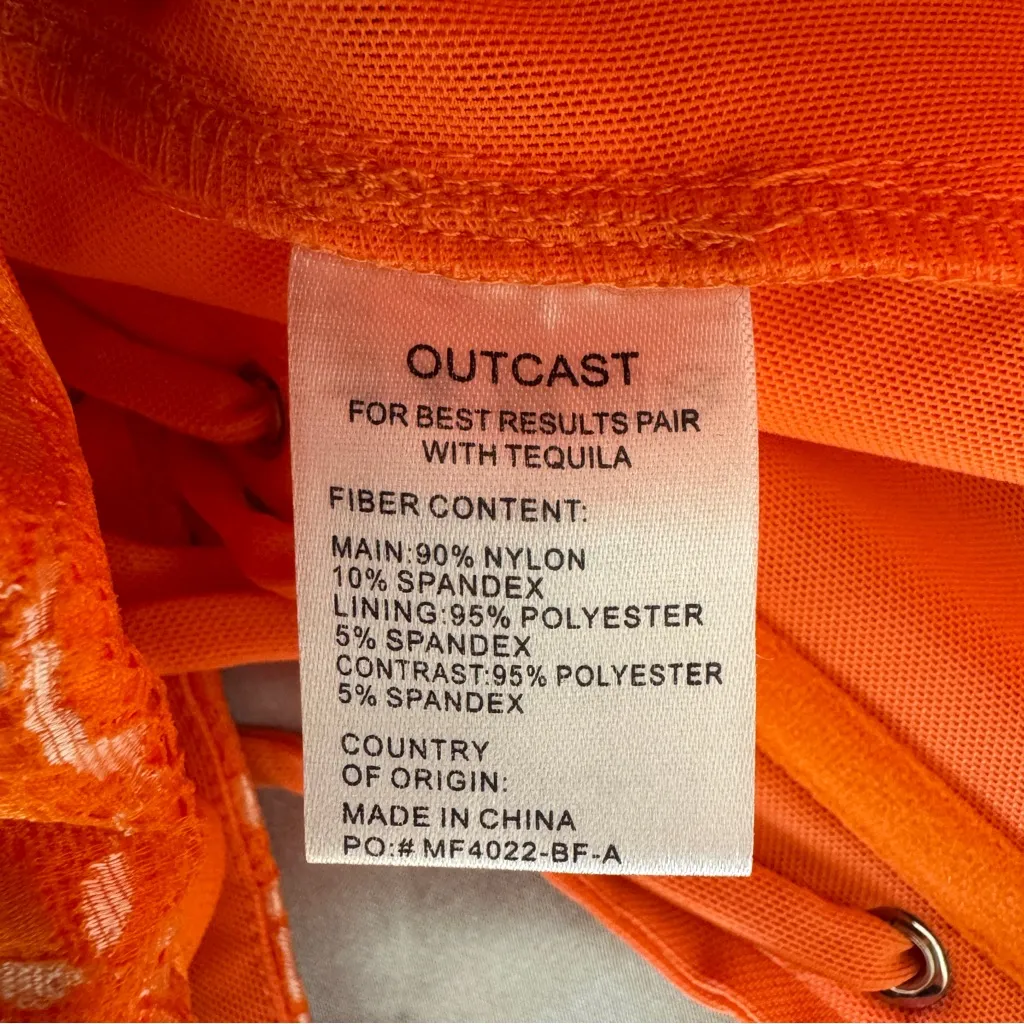 OUTCAST
FOR BEST RESULTS PAIR
WITH TEQUILA
FIBER CONTENT:
MAIN:90% NYLON
10% SPANDEX
LINING:95% POLYESTER
5% SPANDEX
CONTRAST:95% POLYESTER
5% SPANDEX
COUNTRY
OF ORIGIN:
MADE IN CHINA
PO:# MF4022-BF-A